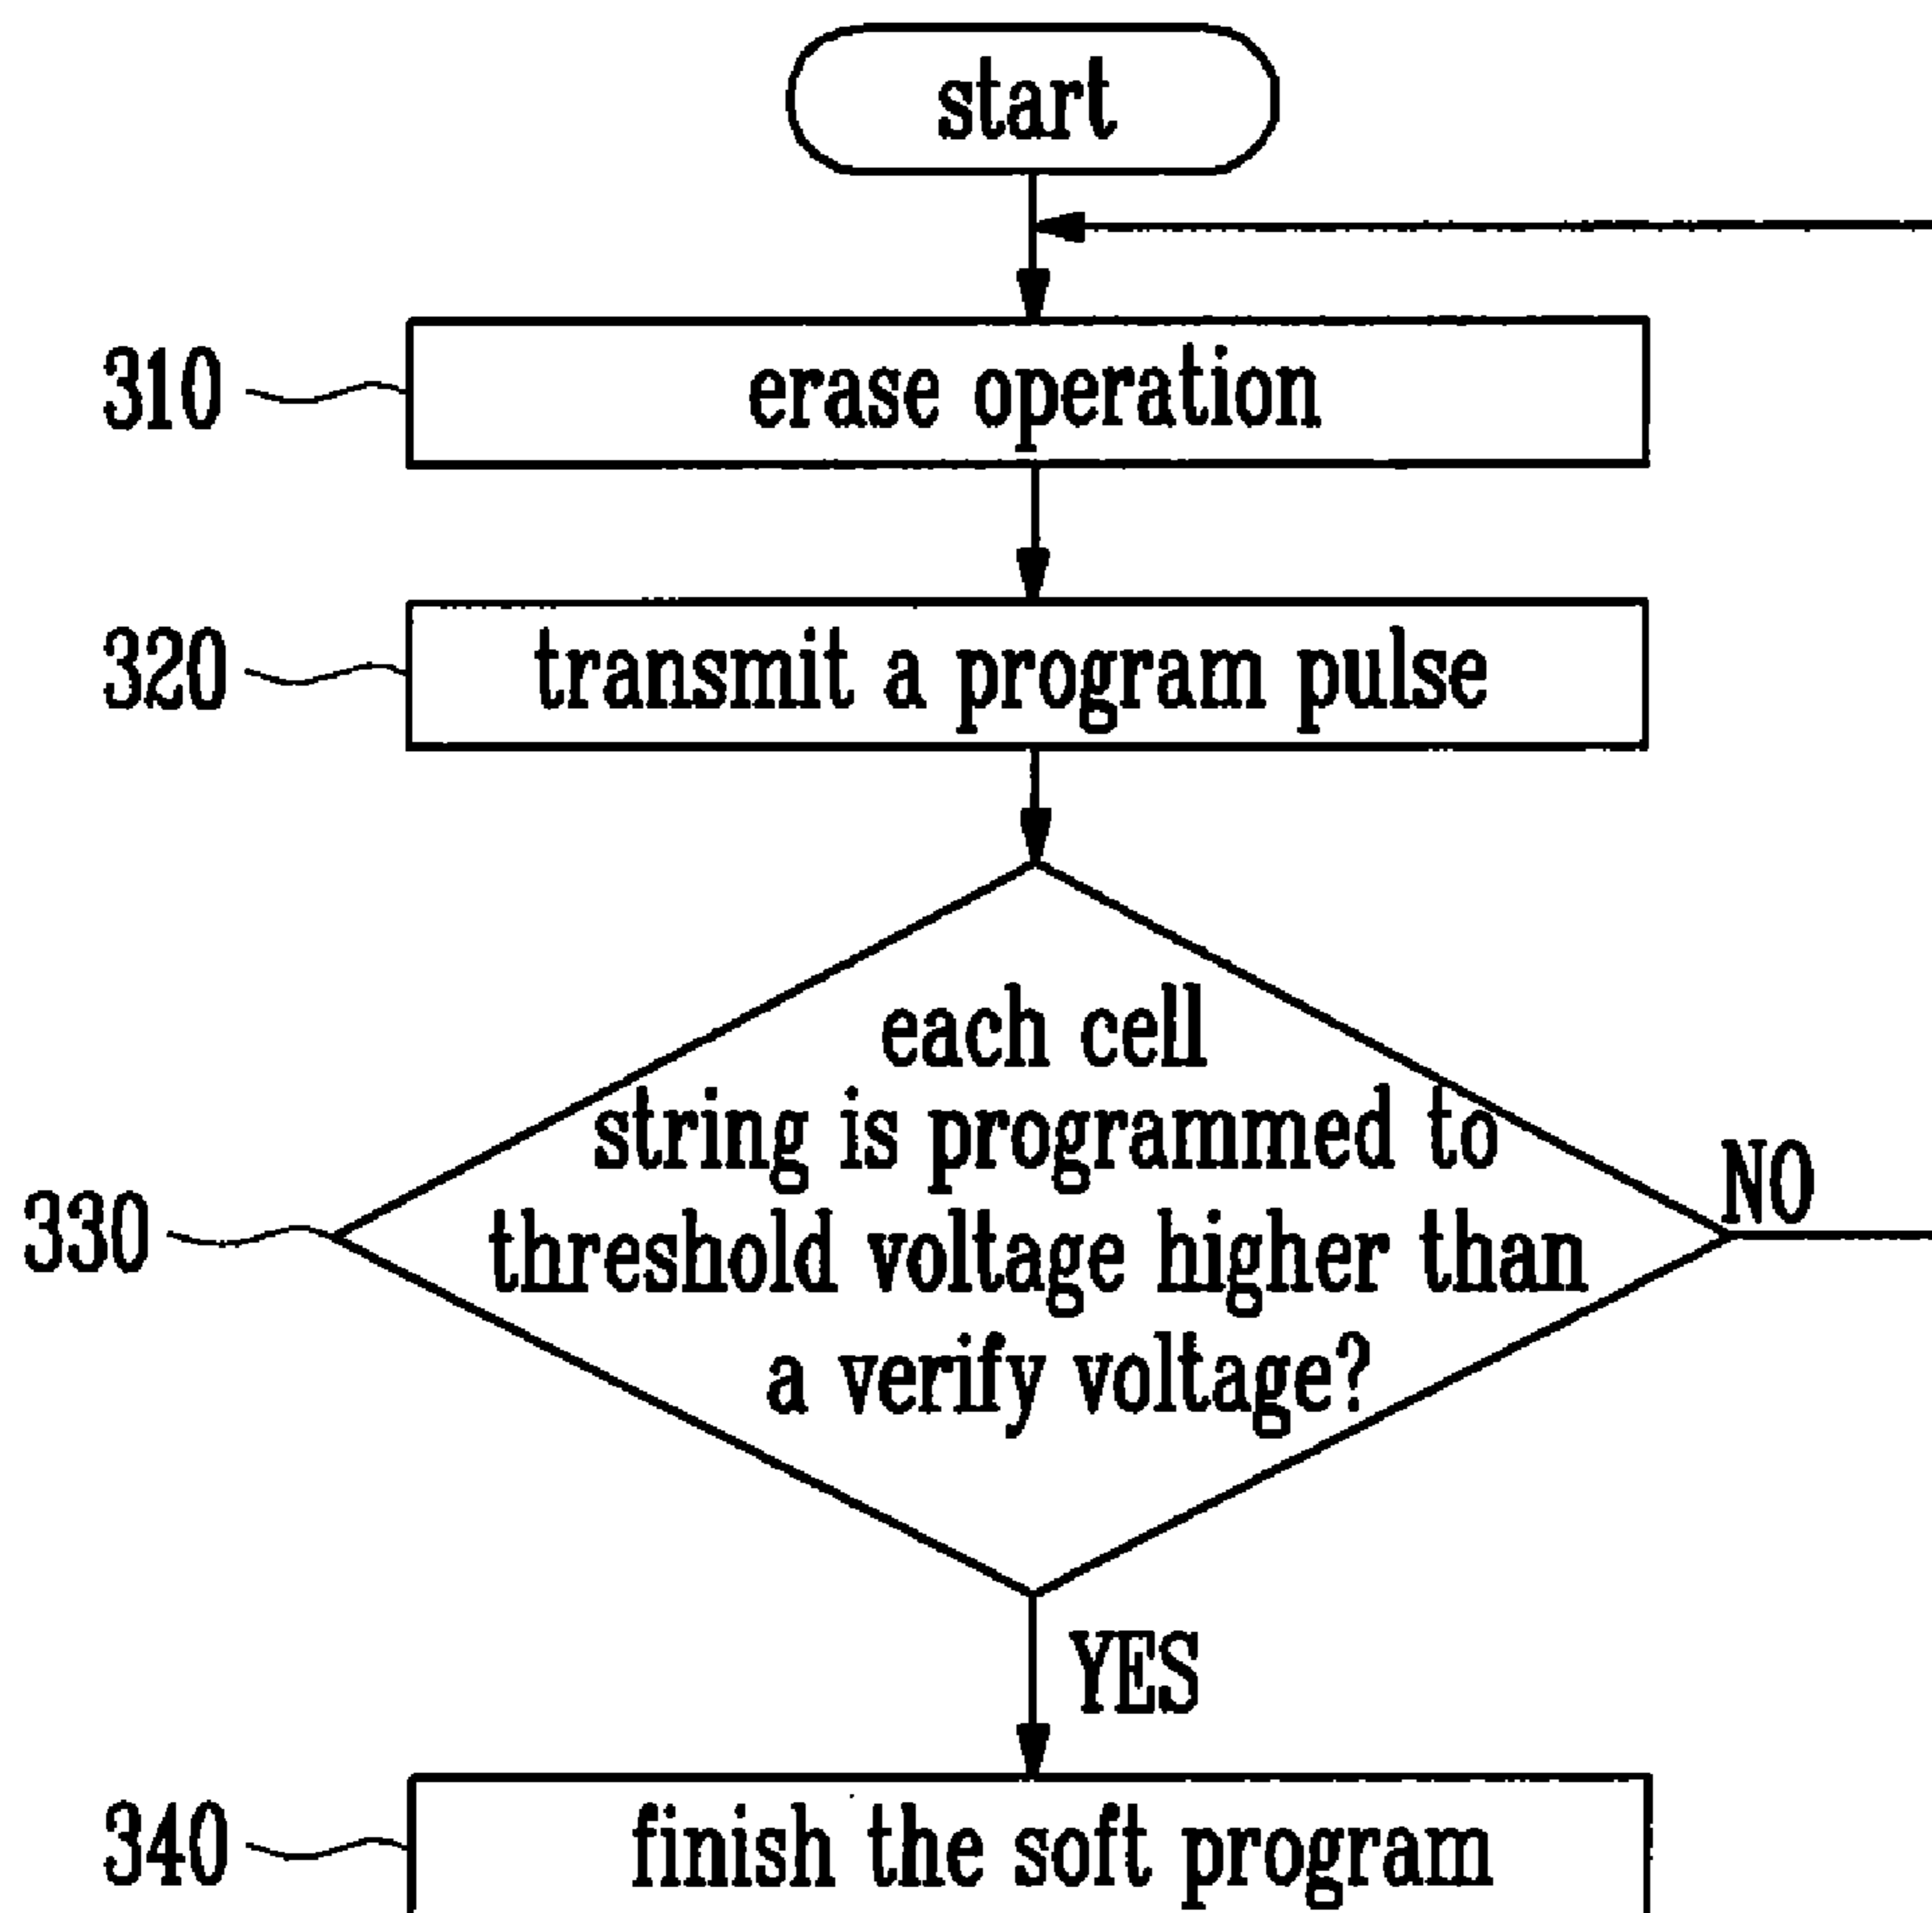 start
310
erase operation
320
transmit a program pulse
each cell
string is programmed to
330
threshold voltage higher than
NO
a verify voltage?
YES
340
finish the soft program